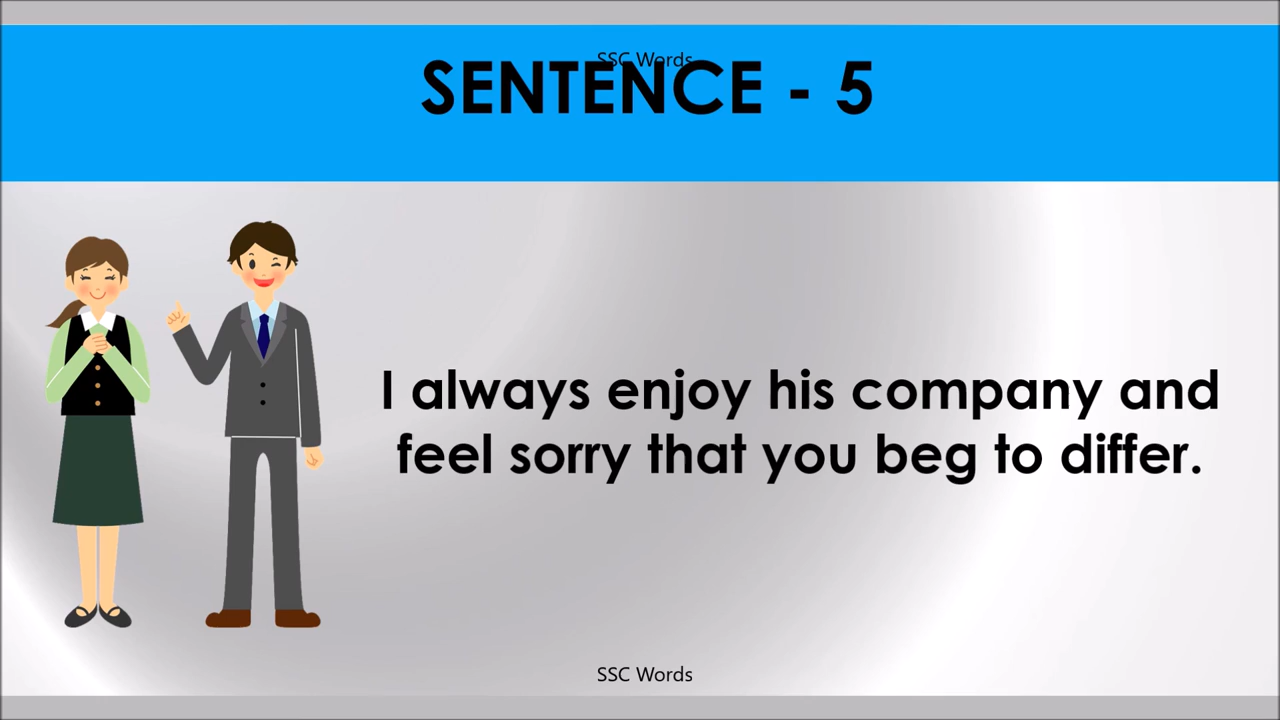 SSC Words
SENTENCE - 5
I always enjoy his company and
feel sorry that you beg to differ.
SSC Words